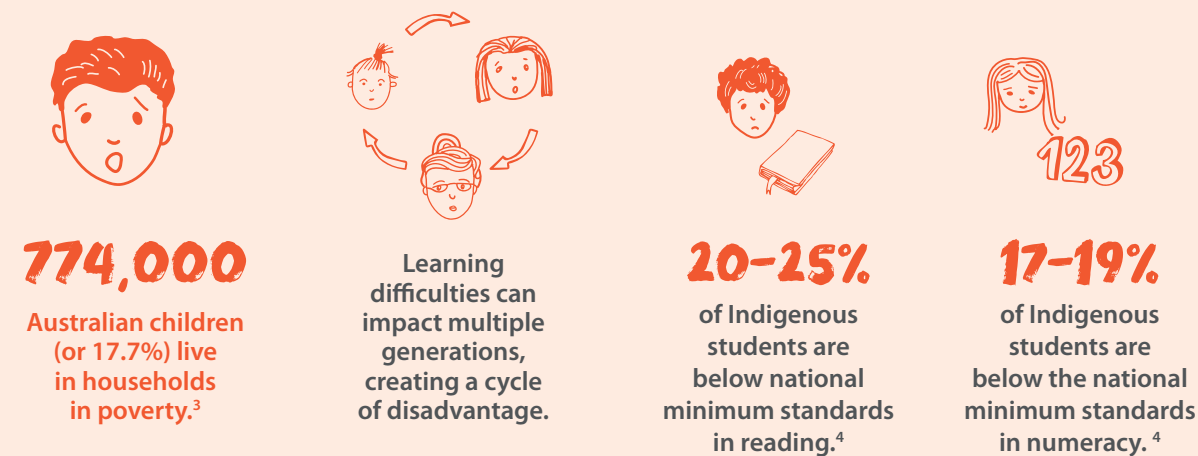 774,000
Australian children
(or 17.7%) live
in households
in poverty.³
Learning
difficulties can
impact multiple
generations,
creating a cycle
of disadvantage.
20–25%
of Indigenous
students are
below national
minimum standards
in reading.⁴
123
17–19%
of Indigenous
students are
below the national
minimum standards
in numeracy. ⁴